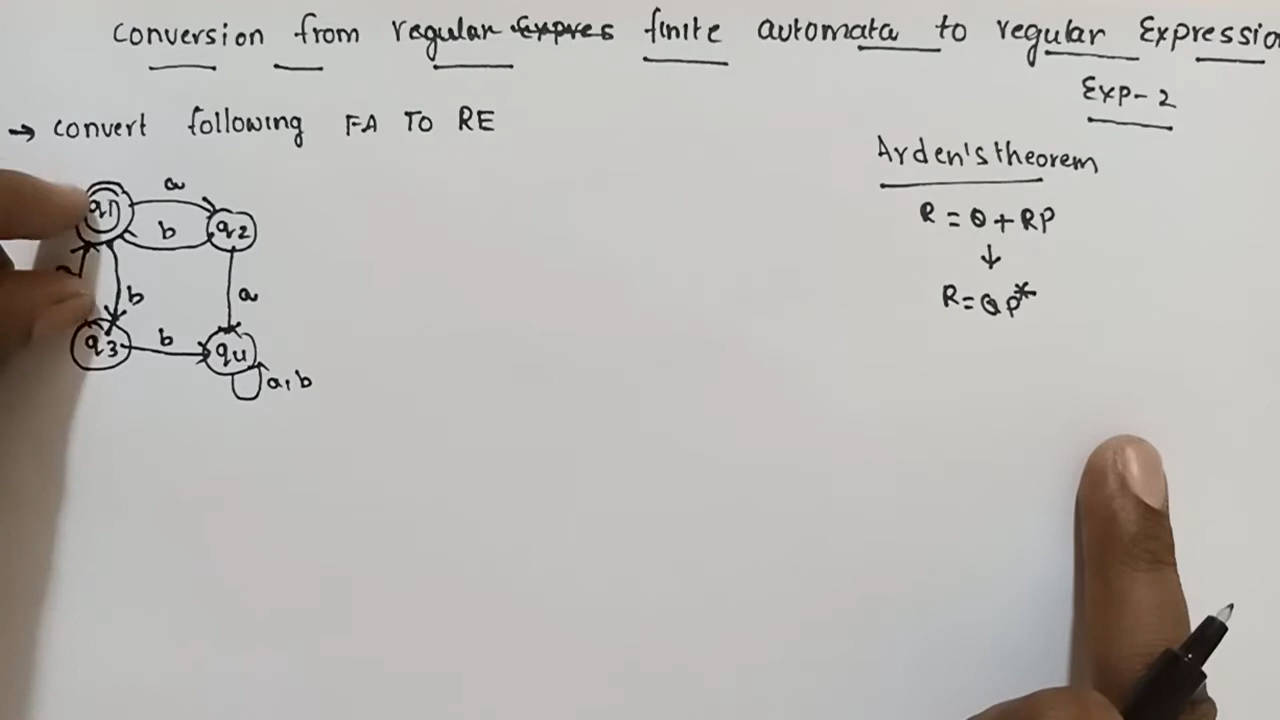 conversion from regular Expres finite automata to regular Expressio
Exp-2
→ convert following FA TO RE
Arden's theorem
R = Q + RP
↓
R = QP*
a
q1
b
q2
b
a
q3
b
q4
a,b